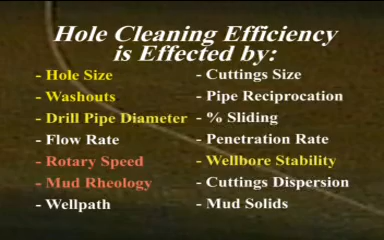 Hole Cleaning Efficiency
is Effected by:
- Hole Size
- Washouts
- Drill Pipe Diameter
- Flow Rate
- Rotary Speed
- Mud Rheology
- Wellpath
- Cuttings Size
- Pipe Reciprocation
- % Sliding
- Penetration Rate
- Wellbore Stability
- Cuttings Dispersion
- Mud Solids